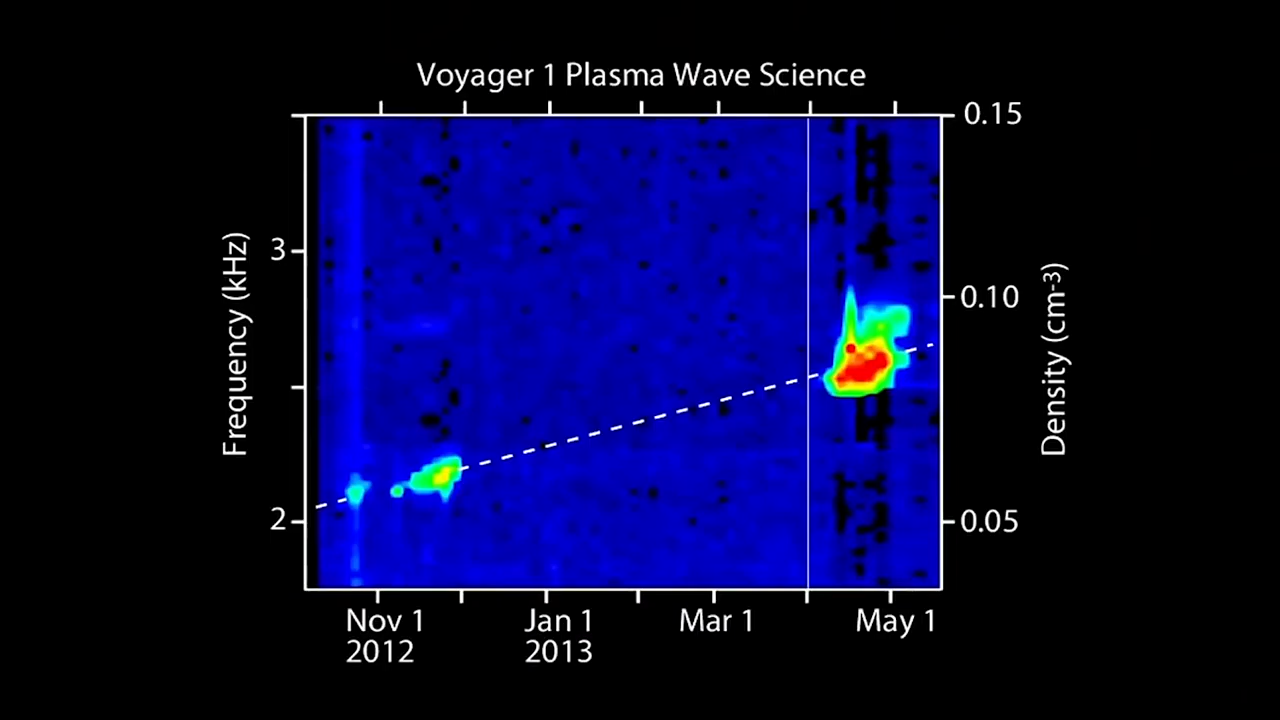 Voyager 1 Plasma Wave Science
0.15
3
0.10
2
0.05
Frequency (kHz)
Density (cm-3)
Nov 1 Jan 1 Mar 1 May 1
2012 2013